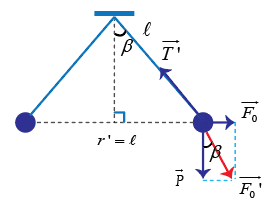 β ℓ
T⃗ '
F₀⃗
r' = ℓ
β
P⃗
F₀⃗ '